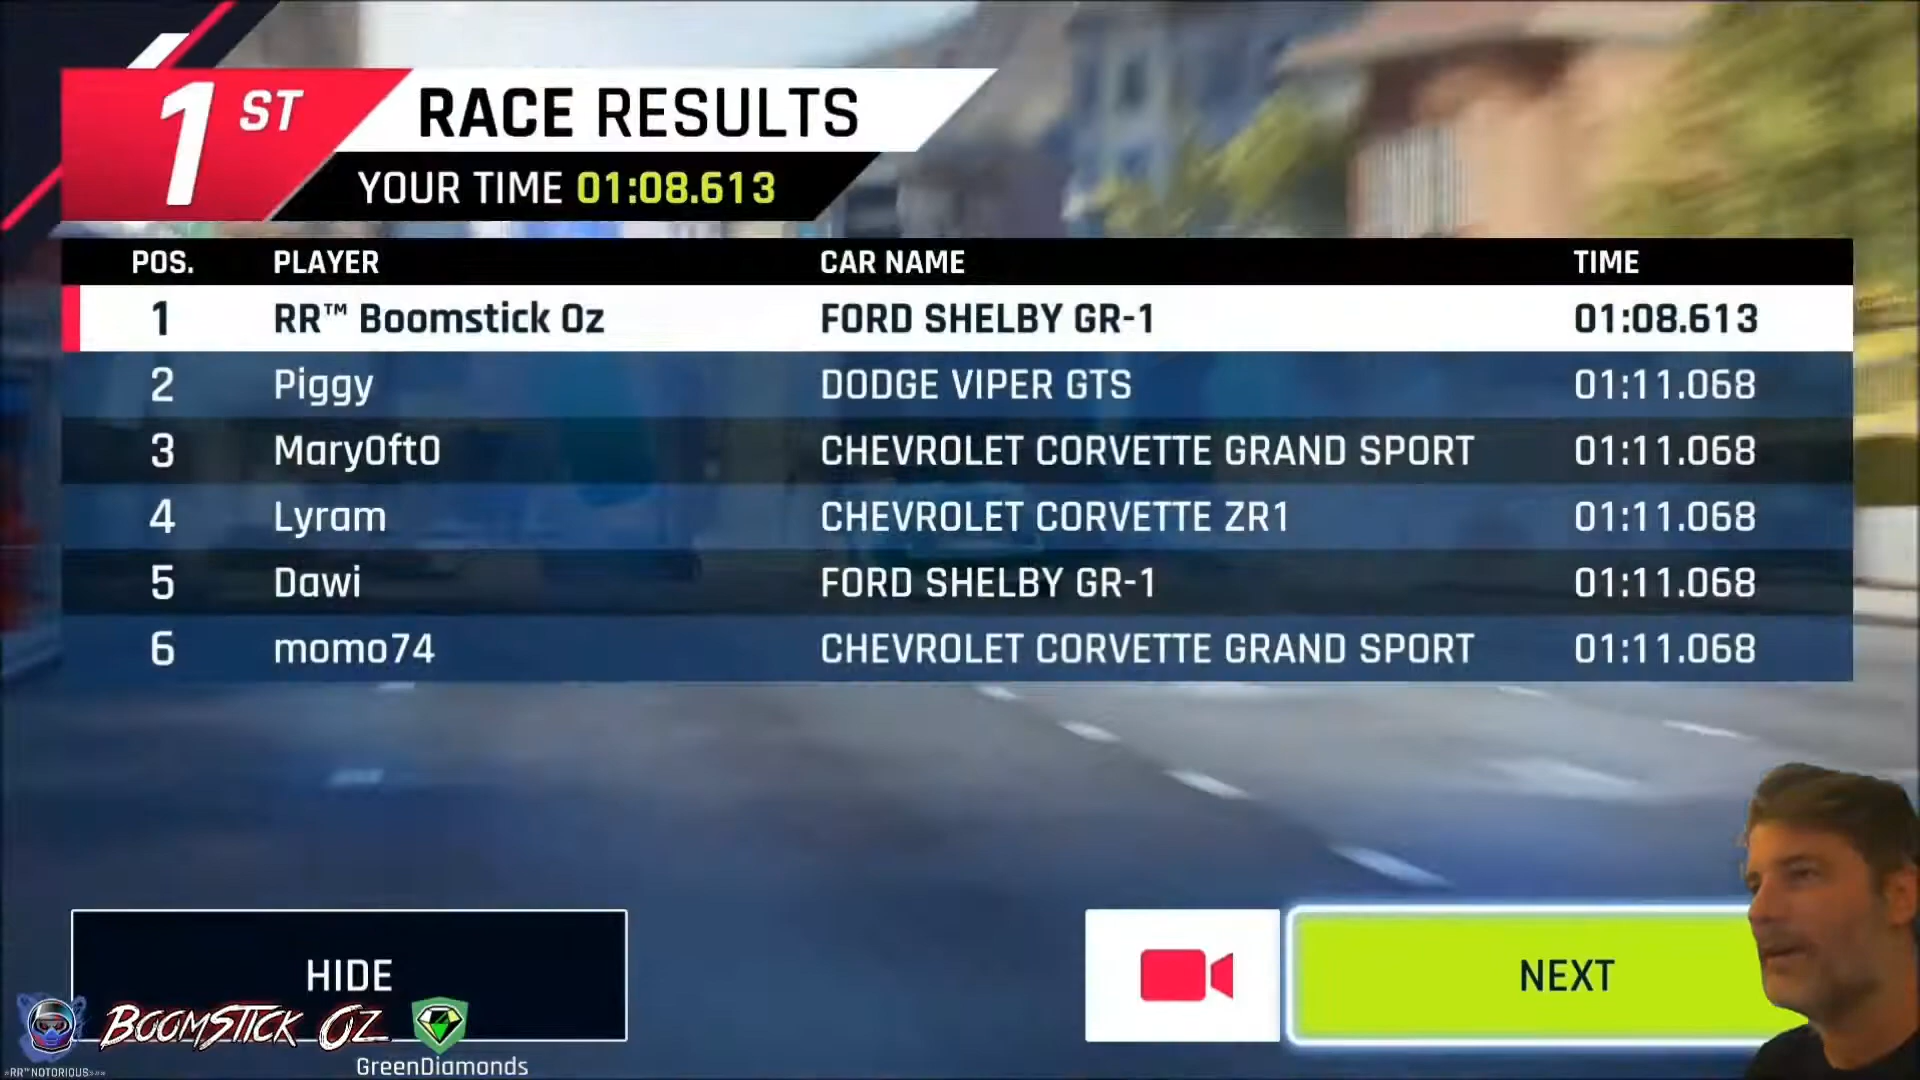 1ST
RACE RESULTS
YOUR TIME 01:08.613
POS. PLAYER CAR NAME TIME
1 RR™ Boomstick Oz FORD SHELBY GR-1 01:08.613
2 Piggy DODGE VIPER GTS 01:11.068
3 Mary0ft0 CHEVROLET CORVETTE GRAND SPORT 01:11.068
4 Lyram CHEVROLET CORVETTE ZR1 01:11.068
5 Dawi FORD SHELBY GR-1 01:11.068
6 momo74 CHEVROLET CORVETTE GRAND SPORT 01:11.068
HIDE
NEXT
BOOMSTICK OZ
GreenDiamonds
RR™NOTORIOUS